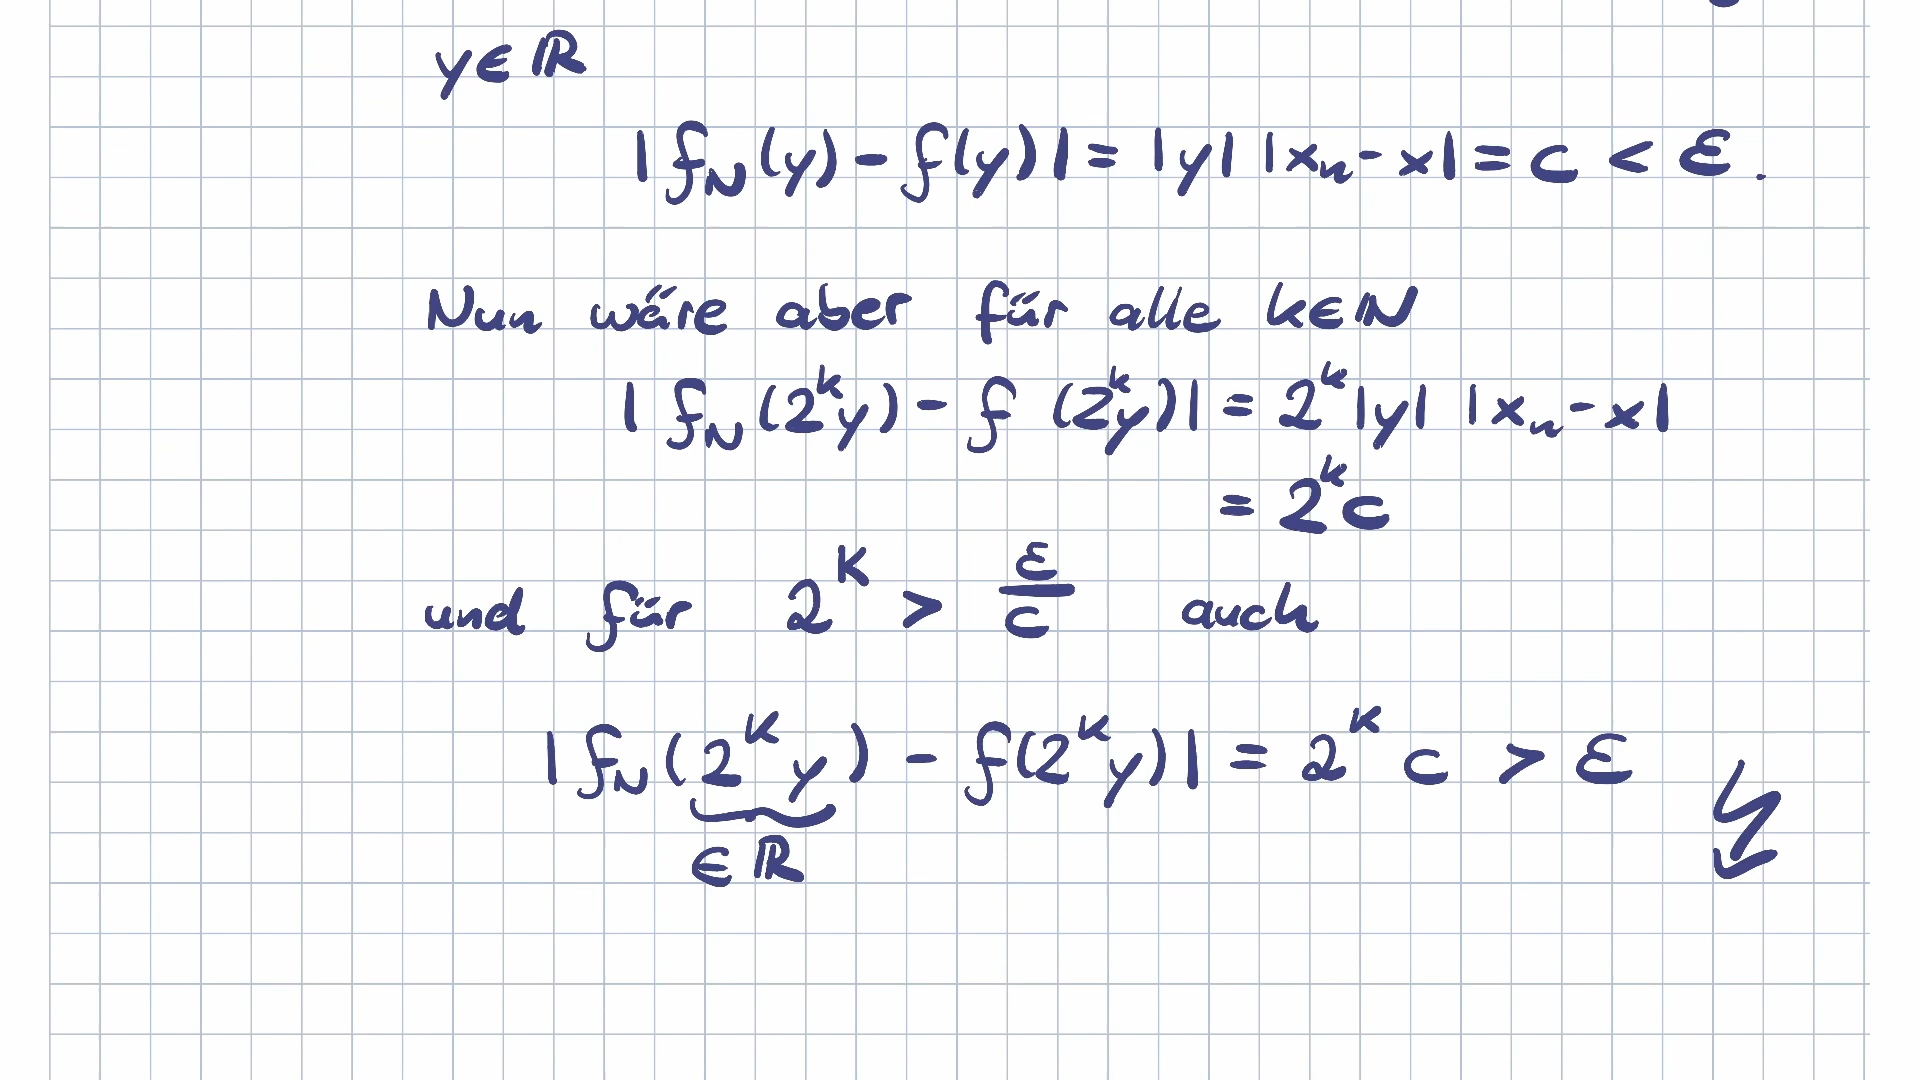 y ∈ ℝ
|f_N(y) - f(y)| = |y| |x_n - x| = c < ε.
Nun wäre aber für alle k ∈ ℕ
|f_N(2^k y) - f(2^k y)| = 2^k |y| |x_n - x|
= 2^k c
und für 2^k > ε/c auch
|f_N(2^k y) - f(2^k y)| = 2^k c > ε ↯
∈ ℝ